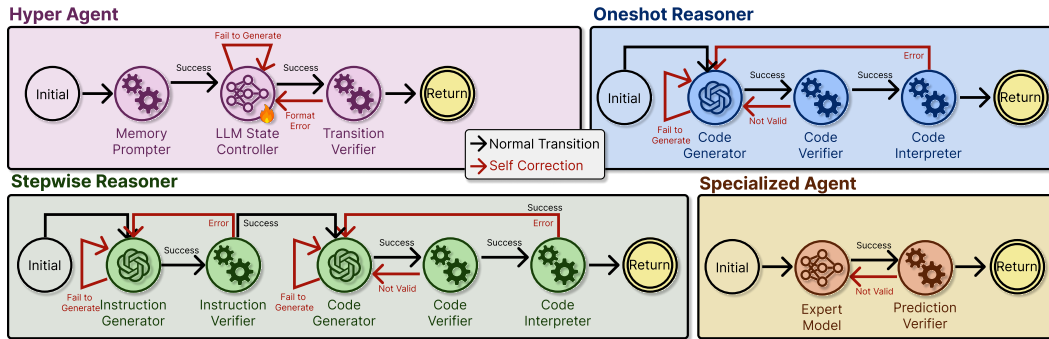 Hyper Agent
Fail to Generate
Success
Success
Initial
Return
Format
Error
Memory
Prompter
LLM State
Controller
Transition
Verifier
Oneshot Reasoner
Error
Success
Success
Initial
Return
Not Valid
Fail to
Generate
Code
Generator
Code
Verifier
Code
Interpreter
Normal Transition
Self Correction
Stepwise Reasoner
Success
Error
Success
Error
Success
Success
Success
Initial
Return
Not Valid
Fail to
Generate
Fail to
Generate
Instruction
Generator
Instruction
Verifier
Code
Generator
Code
Verifier
Code
Interpreter
Specialized Agent
Success
Initial
Return
Not Valid
Expert
Model
Prediction
Verifier